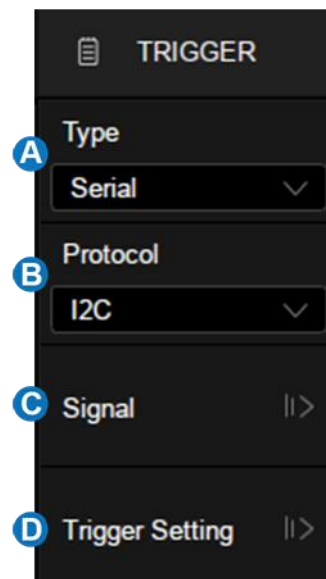 TRIGGER
A Type
Serial
B Protocol
I2C
C Signal
D Trigger Setting